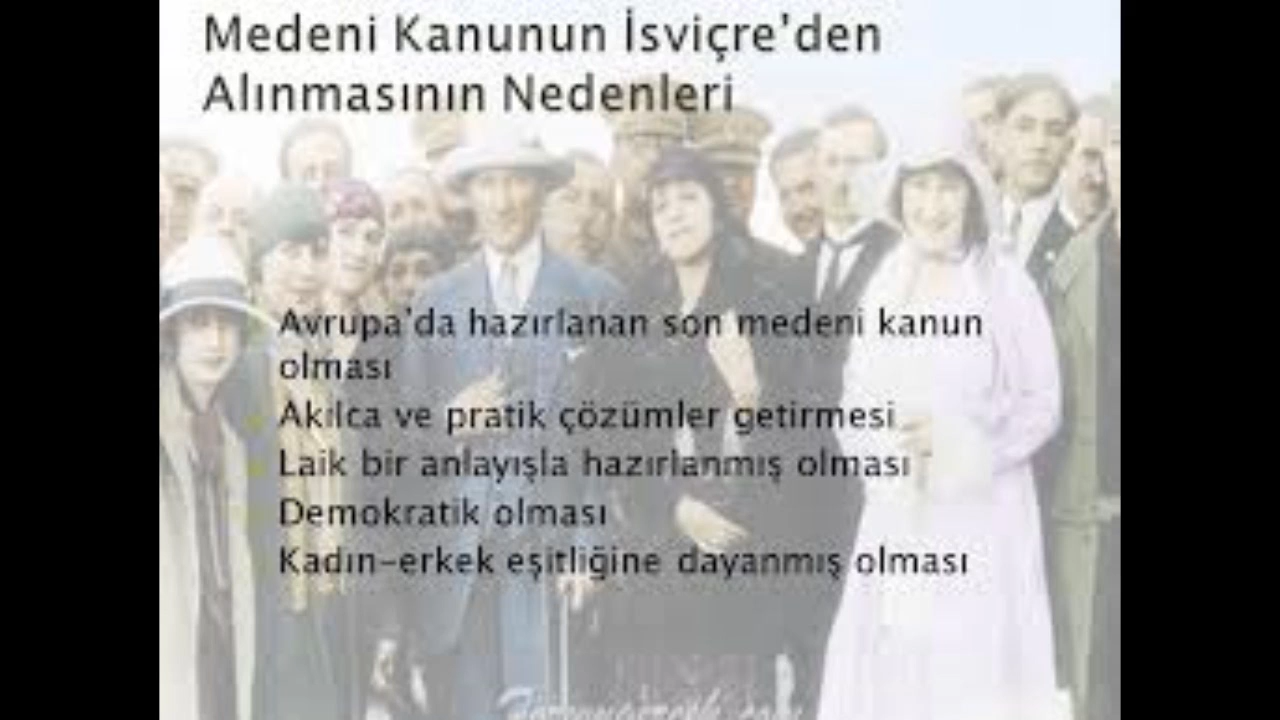 Medeni Kanunun İsviçre'den
Alınmasının Nedenleri
Avrupa'da hazırlanan son medeni kanun
olması
Akılca ve pratik çözümler getirmesi
Laik bir anlayışla hazırlanmış olması
Demokratik olması
Kadın-erkek eşitliğine dayanmış olması